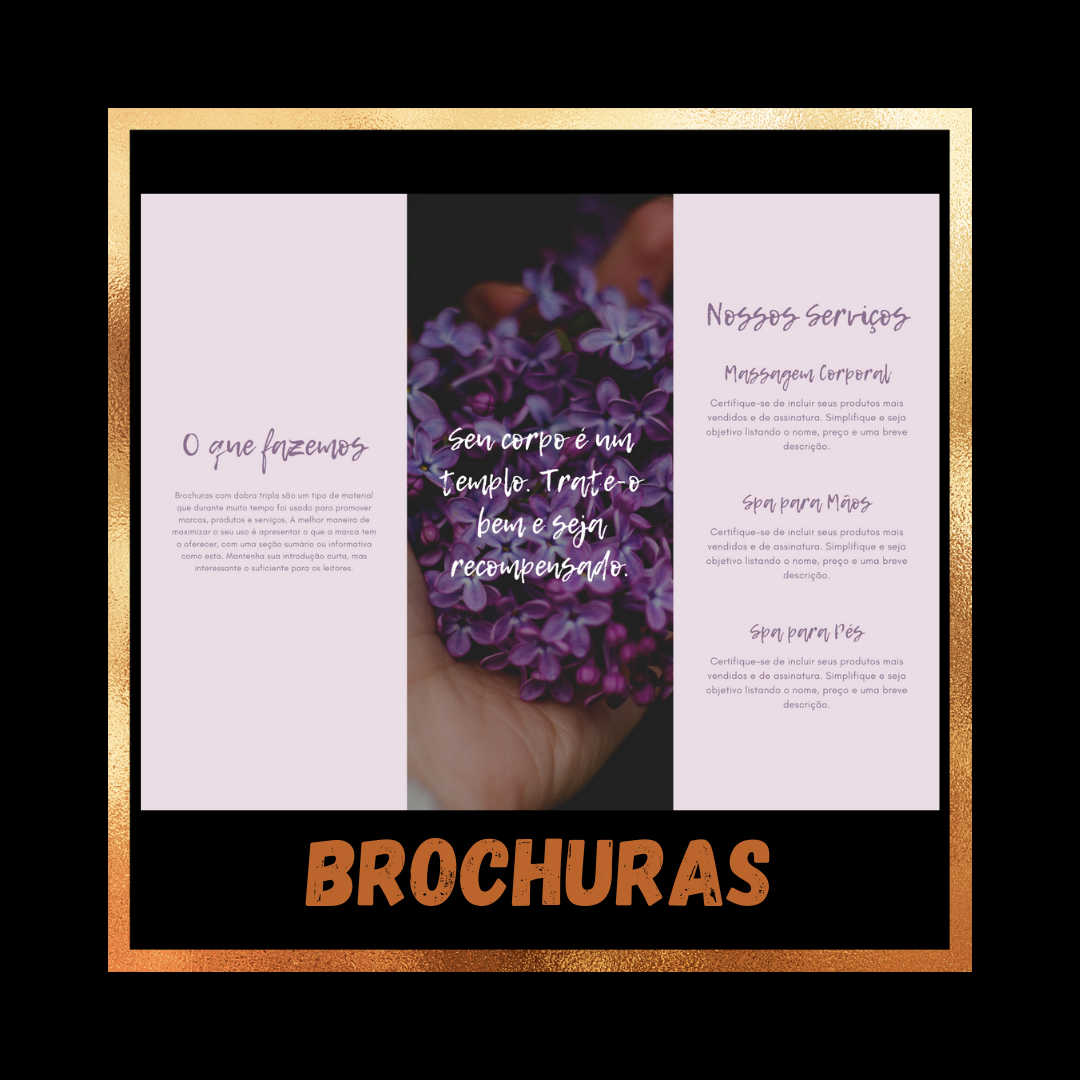 O que fazemos
Brochuras com dobra tripla são um tipo de material
que durante muito tempo foi usado para promover
marcas, produtos e serviços. A melhor maneira de
maximizar o seu uso é apresentar o que a marca tem
a oferecer, com uma seção sumário ou informativa
como esta. Mantenha sua introdução curta, mas
interessante o suficiente para os leitores.
Seu corpo é um
templo. Trate-o
bem e seja
recompensado.
Nossos Serviços
Massagem Corporal
Certifique-se de incluir seus produtos mais
vendidos e de assinatura. Simplifique e seja
objetivo listando o nome, preço e uma breve
descrição.
Spa para Mãos
Certifique-se de incluir seus produtos mais
vendidos e de assinatura. Simplifique e seja
objetivo listando o nome, preço e uma breve
descrição.
Spa para Pés
Certifique-se de incluir seus produtos mais
vendidos e de assinatura. Simplifique e seja
objetivo listando o nome, preço e uma breve
descrição.
BROCHURAS